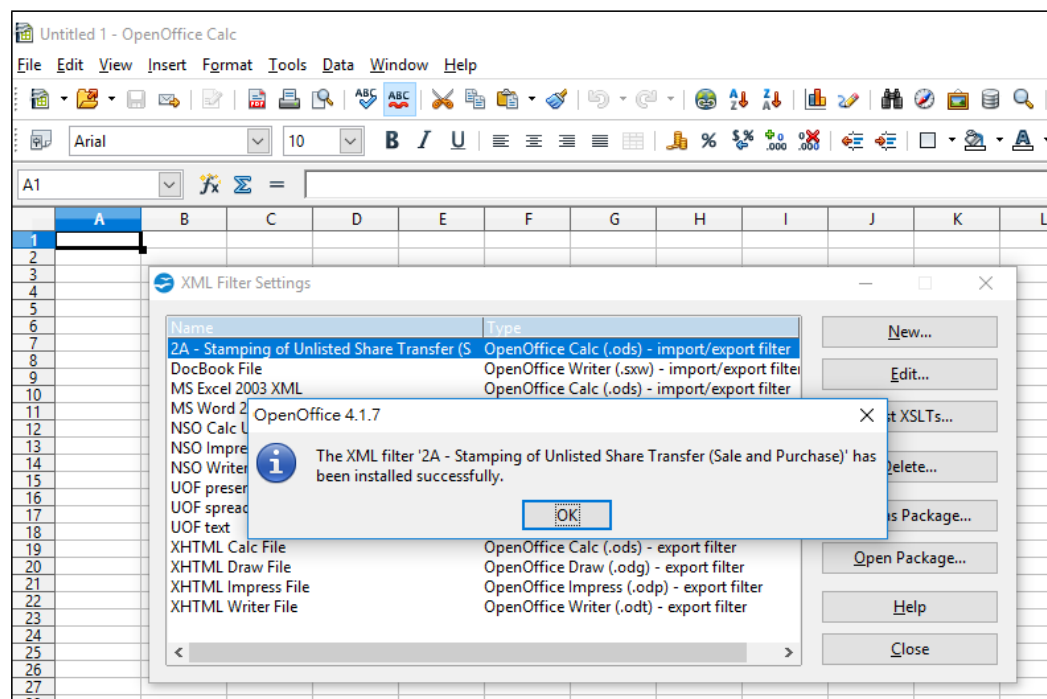 Untitled 1 - OpenOffice Calc
File Edit View Insert Format Tools Data Window Help
ABC ABC
Arial 10 B I U % $% .000 .000 A
A1 fx Σ =
A B C D E F G H I J K L
1
2
3
4
5
6
7
8
9
10
11
12
13
14
15
16
17
18
19
20
21
22
23
24
25
26
27
XML Filter Settings
Name Type
2A - Stamping of Unlisted Share Transfer (S OpenOffice Calc (.ods) - import/export filter
DocBook File OpenOffice Writer (.sxw) - import/export filter
MS Excel 2003 XML OpenOffice Calc (.ods) - import/export filter
MS Word 2
NSO Calc U
NSO Impre
NSO Writer
UOF preser
UOF spread
UOF text
XHTML Calc File OpenOffice Calc (.ods) - export filter
XHTML Draw File OpenOffice Draw (.odg) - export filter
XHTML Impress File OpenOffice Impress (.odp) - export filter
XHTML Writer File OpenOffice Writer (.odt) - export filter
New...
Edit...
st XSLTs...
Delete...
as Package...
Open Package...
Help
Close
OpenOffice 4.1.7
The XML filter '2A - Stamping of Unlisted Share Transfer (Sale and Purchase)' has
been installed successfully.
OK